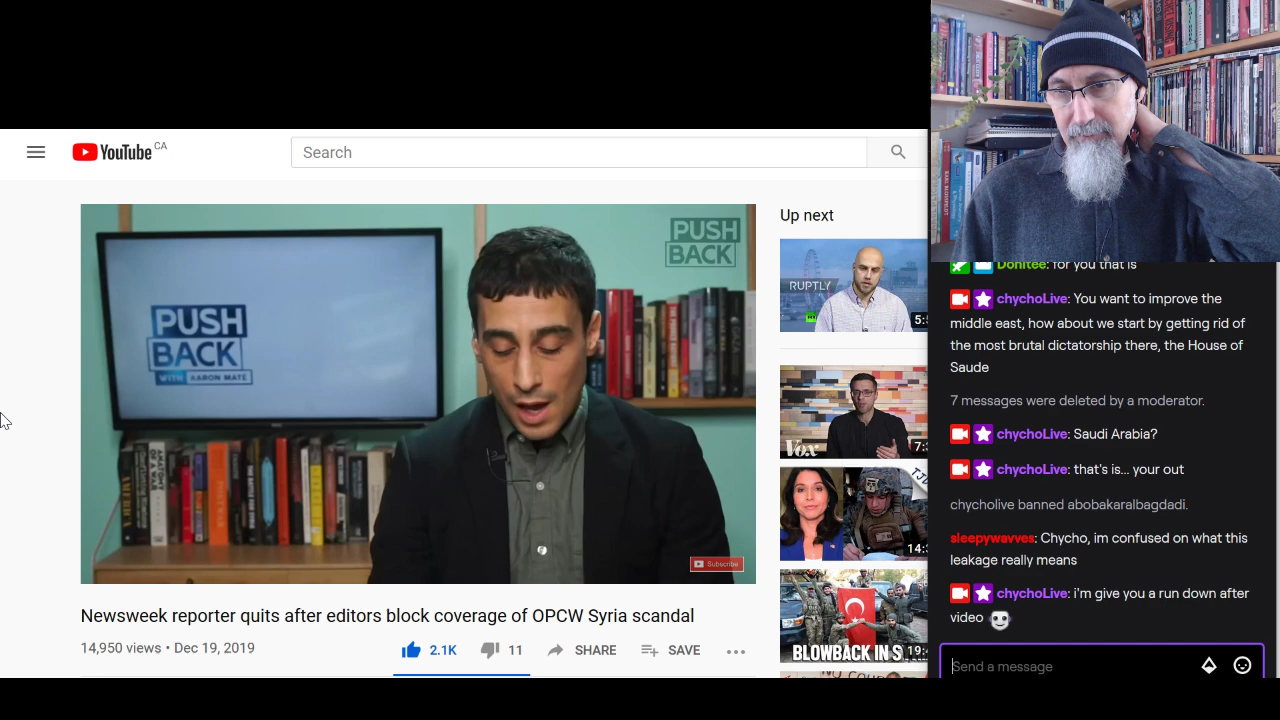 YouTube CA
Search
PUSH
BACK
PUSH
BACK
WITH AARON MATÉ
Subscribe
Newsweek reporter quits after editors block coverage of OPCW Syria scandal
14,950 views • Dec 19, 2019
2.1K
11
SHARE
SAVE
Up next
RUPTLY
Vox
TJD
14:
BLOWBACK IN S
19:
Donitee: for you that is
chychoLive: You want to improve the
middle east, how about we start by getting rid of
the most brutal dictatorship there, the House of
Saude
7 messages were deleted by a moderator.
chychoLive: Saudi Arabia?
chychoLive: that's is... your out
chycholive banned abobakaralbagdadi.
sleepywavves: Chycho, im confused on what this
leakage really means
chychoLive: i'm give you a run down after
video
Send a message